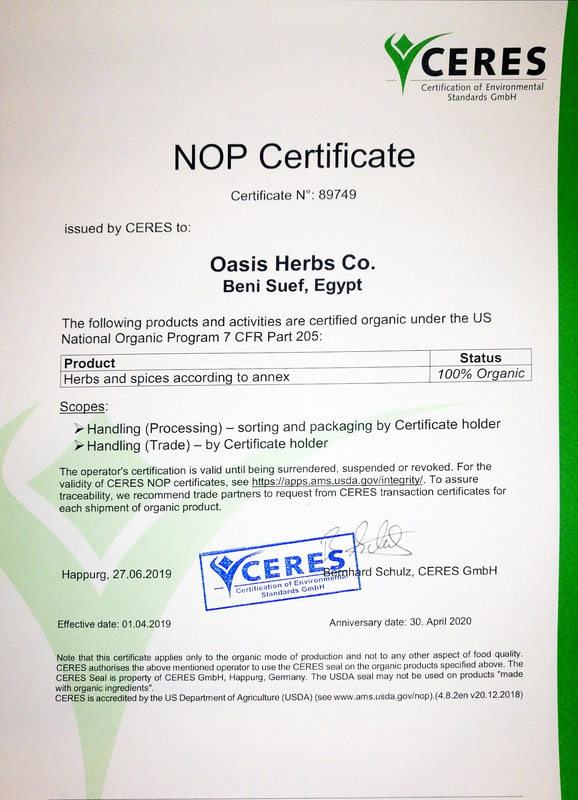 CERES
Certification of Environmental
Standards GmbH
NOP Certificate
Certificate N°: 89749
issued by CERES to:
Oasis Herbs Co.
Beni Suef, Egypt
The following products and activities are certified organic under the US
National Organic Program 7 CFR Part 205:
Product Status
Herbs and spices according to annex 100% Organic
Scopes:
➢ Handling (Processing) – sorting and packaging by Certificate holder
➢ Handling (Trade) – by Certificate holder
The operator's certification is valid until being surrendered, suspended or revoked. For the
validity of CERES NOP certificates, see https://apps.ams.usda.gov/integrity/. To assure
traceability, we recommend trade partners to request from CERES transaction certificates for
each shipment of organic product.
CERES
Certification of Environmental
Standards GmbH
Happurg, 27.06.2019 Bernhard Schulz, CERES GmbH
Effective date: 01.04.2019 Anniversary date: 30. April 2020
Note that this certificate applies only to the organic mode of production and not to any other aspect of food quality.
CERES authorises the above mentioned operator to use the CERES seal on the organic products specified above. The
CERES Seal is property of CERES GmbH, Happurg, Germany. The USDA seal may not be used on products "made
with organic ingredients".
CERES is accredited by the US Department of Agriculture (USDA) (see www.ams.usda.gov/nop).(4.8.2en v20.12.2018)